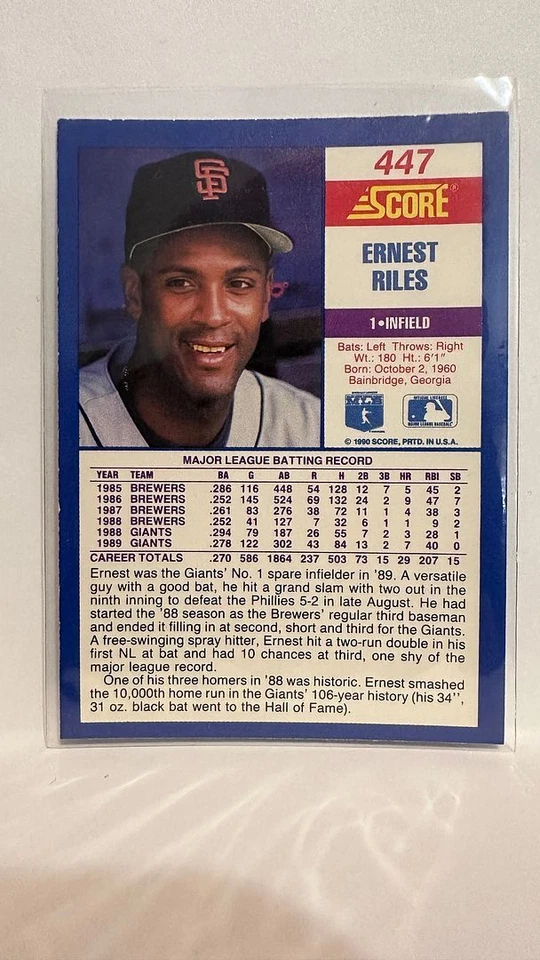 SF
447
SCORE®
ERNEST
RILES
1•INFIELD
Bats: Left Throws: Right
Wt.: 180 Ht.: 6'1"
Born: October 2, 1960
Bainbridge, Georgia
MAJOR LEAGUE BASEBALL
© 1990 SCORE, PRTD. IN U.S.A.
MAJOR LEAGUE BATTING RECORD
YEAR TEAM BA G AB R H 2B 3B HR RBI SB
1985 BREWERS .286 116 448 54 128 12 7 5 45 2
1986 BREWERS .252 145 524 69 132 24 2 9 47 7
1987 BREWERS .261 83 276 38 72 11 1 4 38 3
1988 BREWERS .252 41 127 7 32 6 1 1 9 2
1988 GIANTS .294 79 187 26 55 7 2 3 28 1
1989 GIANTS .278 122 302 43 84 13 2 7 40 0
CAREER TOTALS .270 586 1864 237 503 73 15 29 207 15
Ernest was the Giants' No. 1 spare infielder in '89. A versatile
guy with a good bat, he hit a grand slam with two out in the
ninth inning to defeat the Phillies 5-2 in late August. He had
started the '88 season as the Brewers' regular third baseman
and ended it filling in at second, short and third for the Giants.
A free-swinging spray hitter, Ernest hit a two-run double in his
first NL at bat and had 10 chances at third, one shy of the
major league record.
One of his three homers in '88 was historic. Ernest smashed
the 10,000th home run in the Giants' 106-year history (his 34'',
31 oz. black bat went to the Hall of Fame).